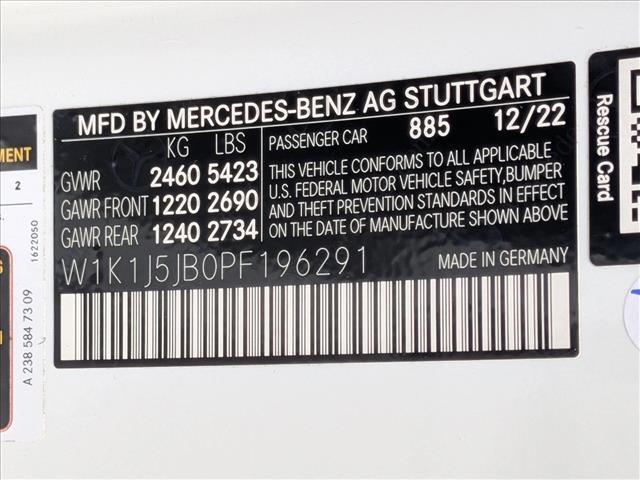 MFD BY MERCEDES-BENZ AG STUTTGART
KG LBS
GVWR 2460 5423
GAWR FRONT 1220 2690
GAWR REAR 1240 2734
PASSENGER CAR 885 12/22
THIS VEHICLE CONFORMS TO ALL APPLICABLE
U.S. FEDERAL MOTOR VEHICLE SAFETY, BUMPER
AND THEFT PREVENTION STANDARDS IN EFFECT
ON THE DATE OF MANUFACTURE SHOWN ABOVE
W1K1J5JB0PF196291
MADE IN GERMANY
Rescue Card
MENT
2
1622050
A 238 584 73 09